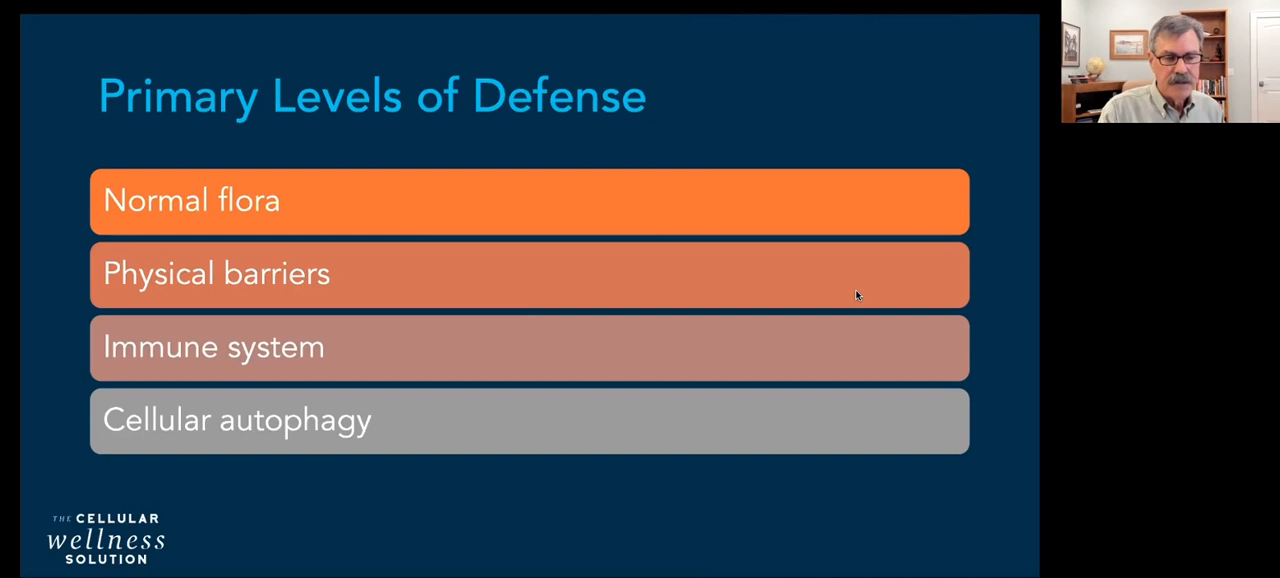 Primary Levels of Defense
Normal flora
Physical barriers
Immune system
Cellular autophagy
THE CELLULAR
wellness
SOLUTION